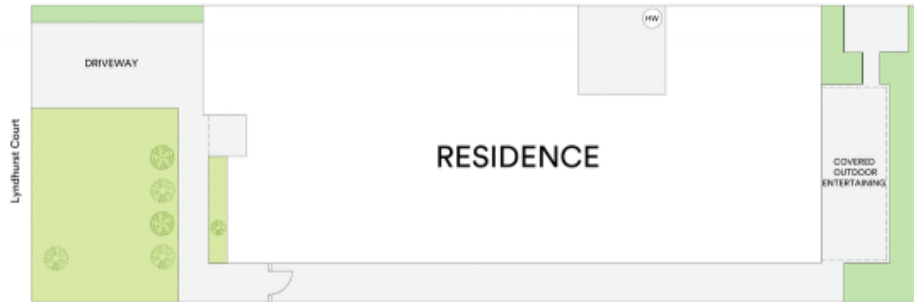 HW
DRIVEWAY
Lyndhurst Court
RESIDENCE
COVERED
OUTDOOR
ENTERTAINING